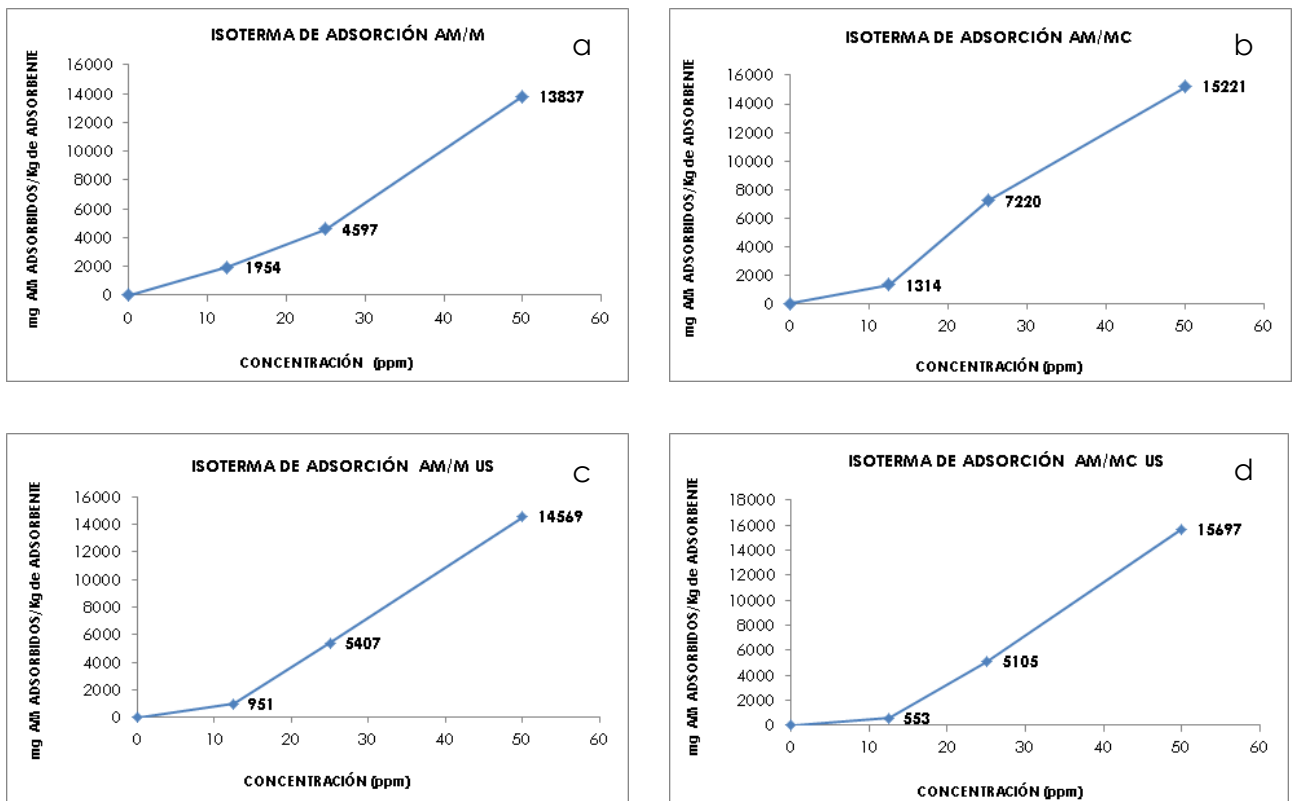 ISOTERMA DE ADSORCIÓN AM/M
a
mg AM ADSORBIDOS/Kg de ADSORBENTE
16000
14000
12000
10000
8000
6000
4000
2000
0
13837
4597
1954
0 10 20 30 40 50 60
CONCENTRACIÓN (ppm)
ISOTERMA DE ADSORCIÓN AM/MC
b
mg AM ADSORBIDOS/Kg de ADSORBENTE
16000
14000
12000
10000
8000
6000
4000
2000
0
15221
7220
1314
0 10 20 30 40 50 60
CONCENTRACIÓN (ppm)
ISOTERMA DE ADSORCIÓN AM/M US
c
mg AM ADSORBIDOS/Kg de ADSORBENTE
16000
14000
12000
10000
8000
6000
4000
2000
0
14569
5407
951
0 10 20 30 40 50 60
CONCENTRACIÓN (ppm)
ISOTERMA DE ADSORCIÓN AM/MC US
d
mg AM ADSORBIDOS/Kg de ADSORBENTE
18000
16000
14000
12000
10000
8000
6000
4000
2000
0
15697
5105
553
0 10 20 30 40 50 60
CONCENTRACIÓN (ppm)